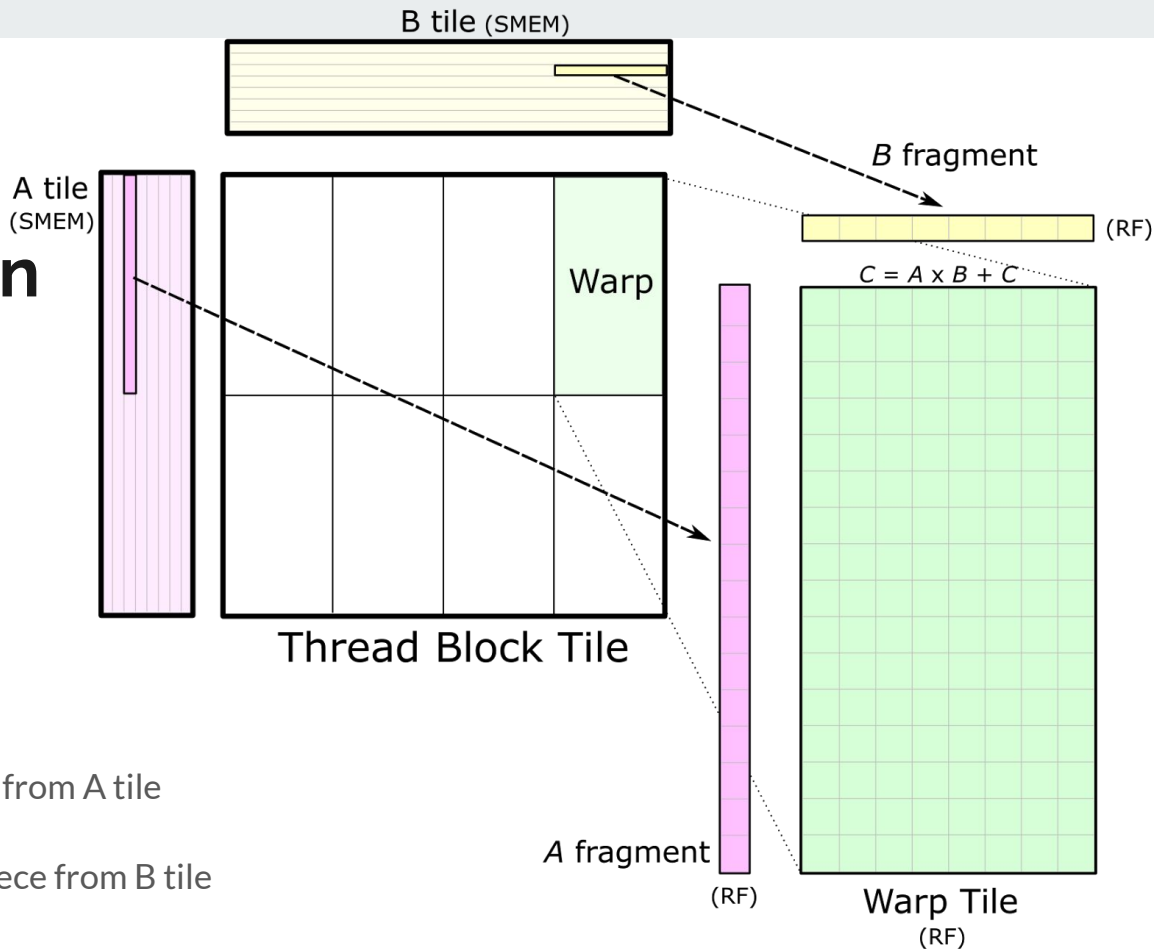 B tile (SMEM)
B fragment
A tile
(SMEM)
(RF)
n
Warp
C = A x B + C
Thread Block Tile
from A tile
A fragment
ece from B tile
(RF)
Warp Tile
(RF)